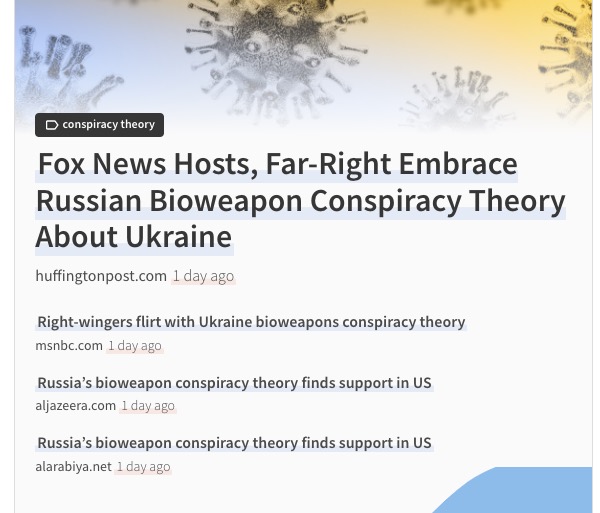 conspiracy theory
Fox News Hosts, Far-Right Embrace
Russian Bioweapon Conspiracy Theory
About Ukraine
huffingtonpost.com 1 day ago
Right-wingers flirt with Ukraine bioweapons conspiracy theory
msnbc.com 1 day ago
Russia’s bioweapon conspiracy theory finds support in US
aljazeera.com 1 day ago
Russia’s bioweapon conspiracy theory finds support in US
alarabiya.net 1 day ago